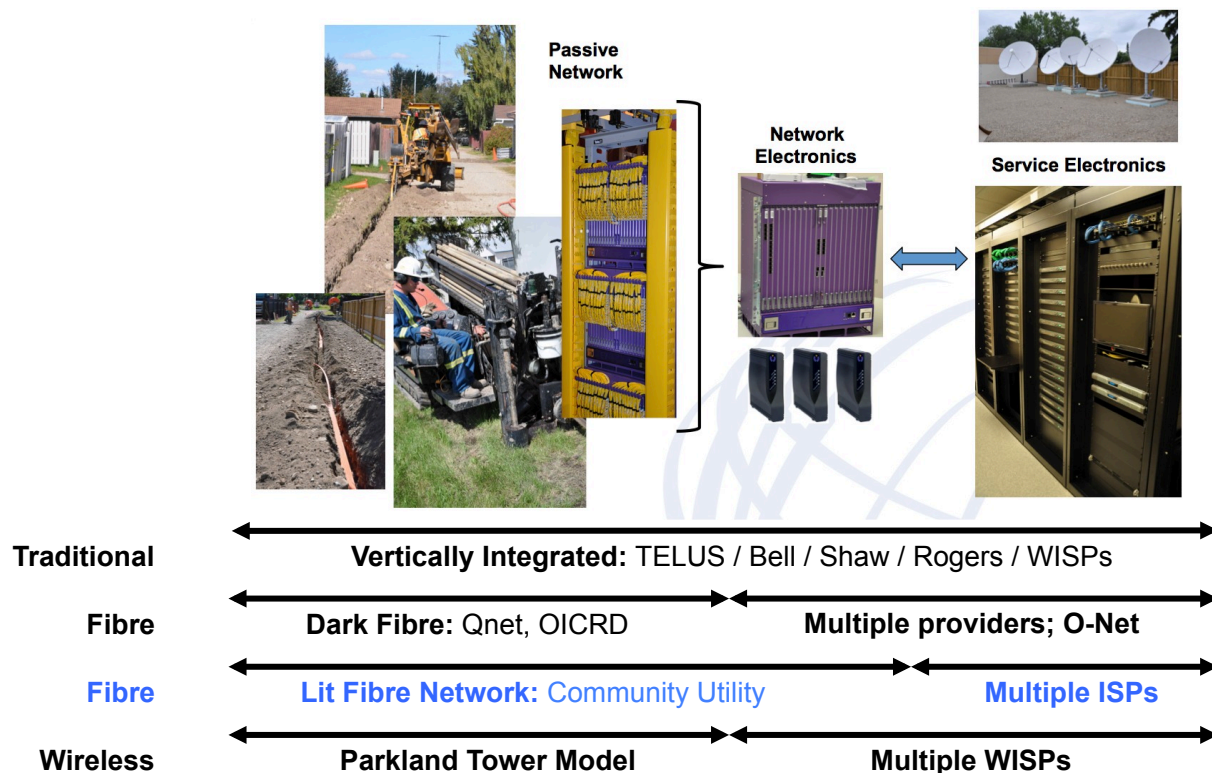 Passive
Network
Network
Electronics
Service Electronics
Traditional
Vertically Integrated: TELUS / Bell / Shaw / Rogers / WISPs
Fibre
Dark Fibre: Qnet, OICRD
Multiple providers; O-Net
Fibre
Lit Fibre Network: Community Utility
Multiple ISPs
Wireless
Parkland Tower Model
Multiple WISPs